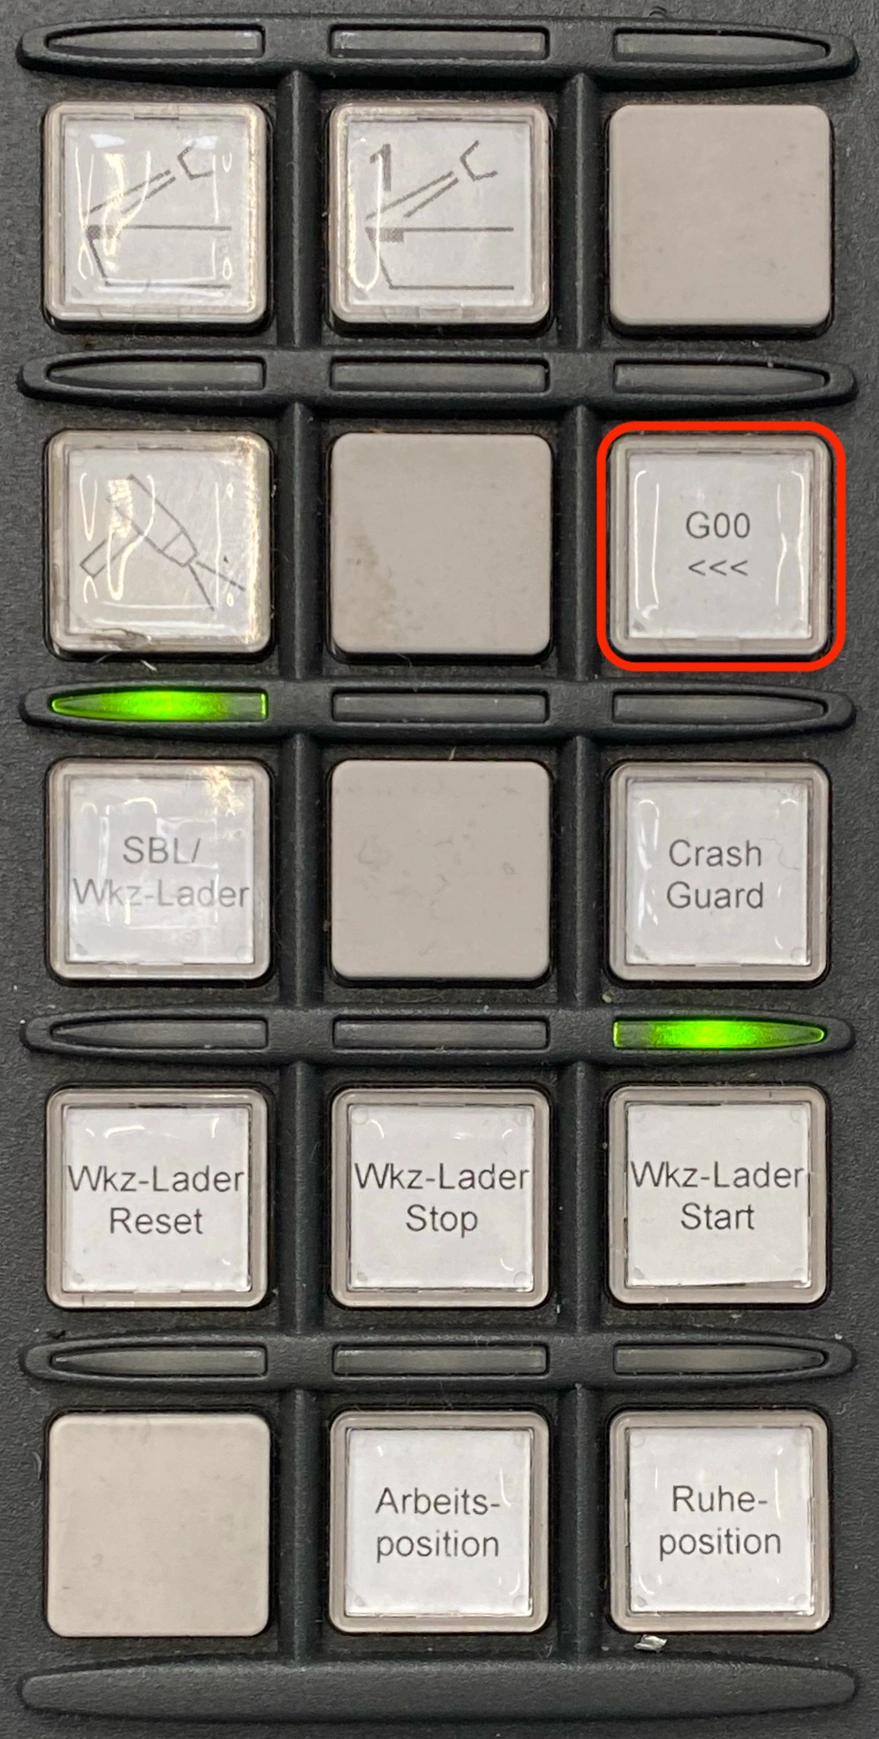 1
G00
<<<
SBL/
Wkz-Lader
Crash
Guard
Wkz-Lader
Reset
Wkz-Lader
Stop
Wkz-Lader
Start
Arbeits-
position
Ruhe-
position